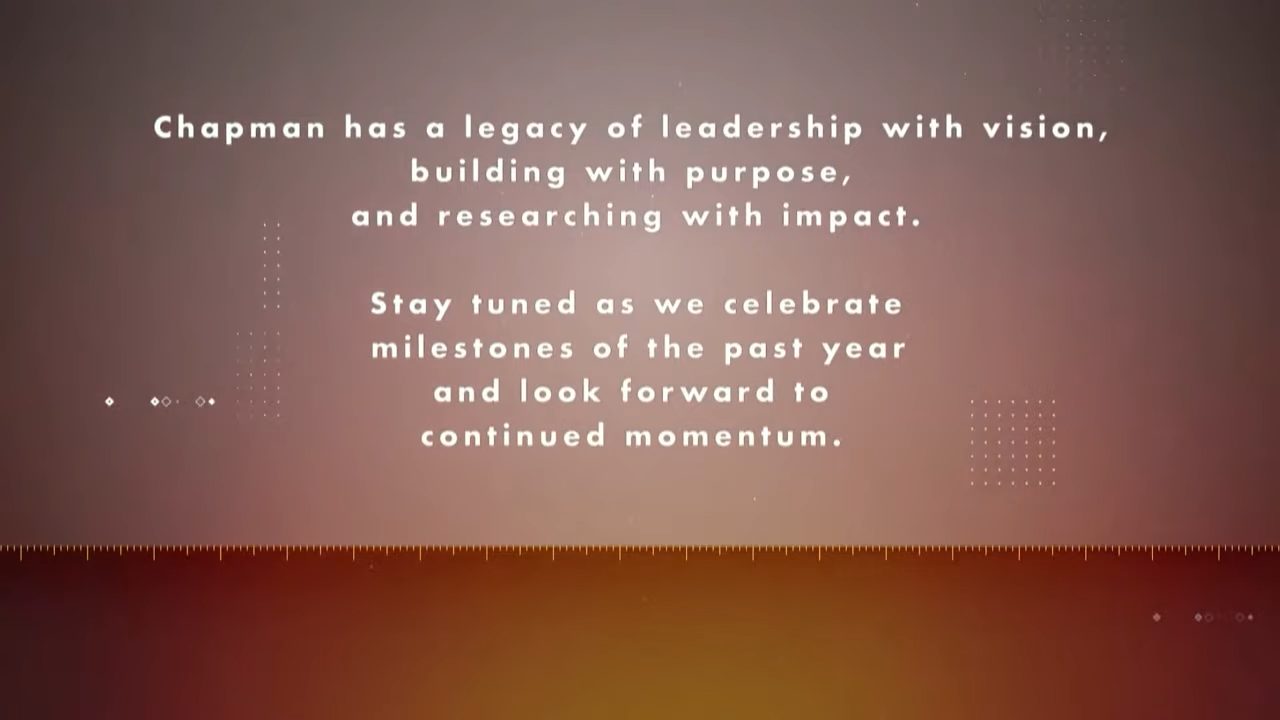 Chapman has a legacy of leadership with vision,
building with purpose,
and researching with impact.
Stay tuned as we celebrate
milestones of the past year
and look forward to
continued momentum.